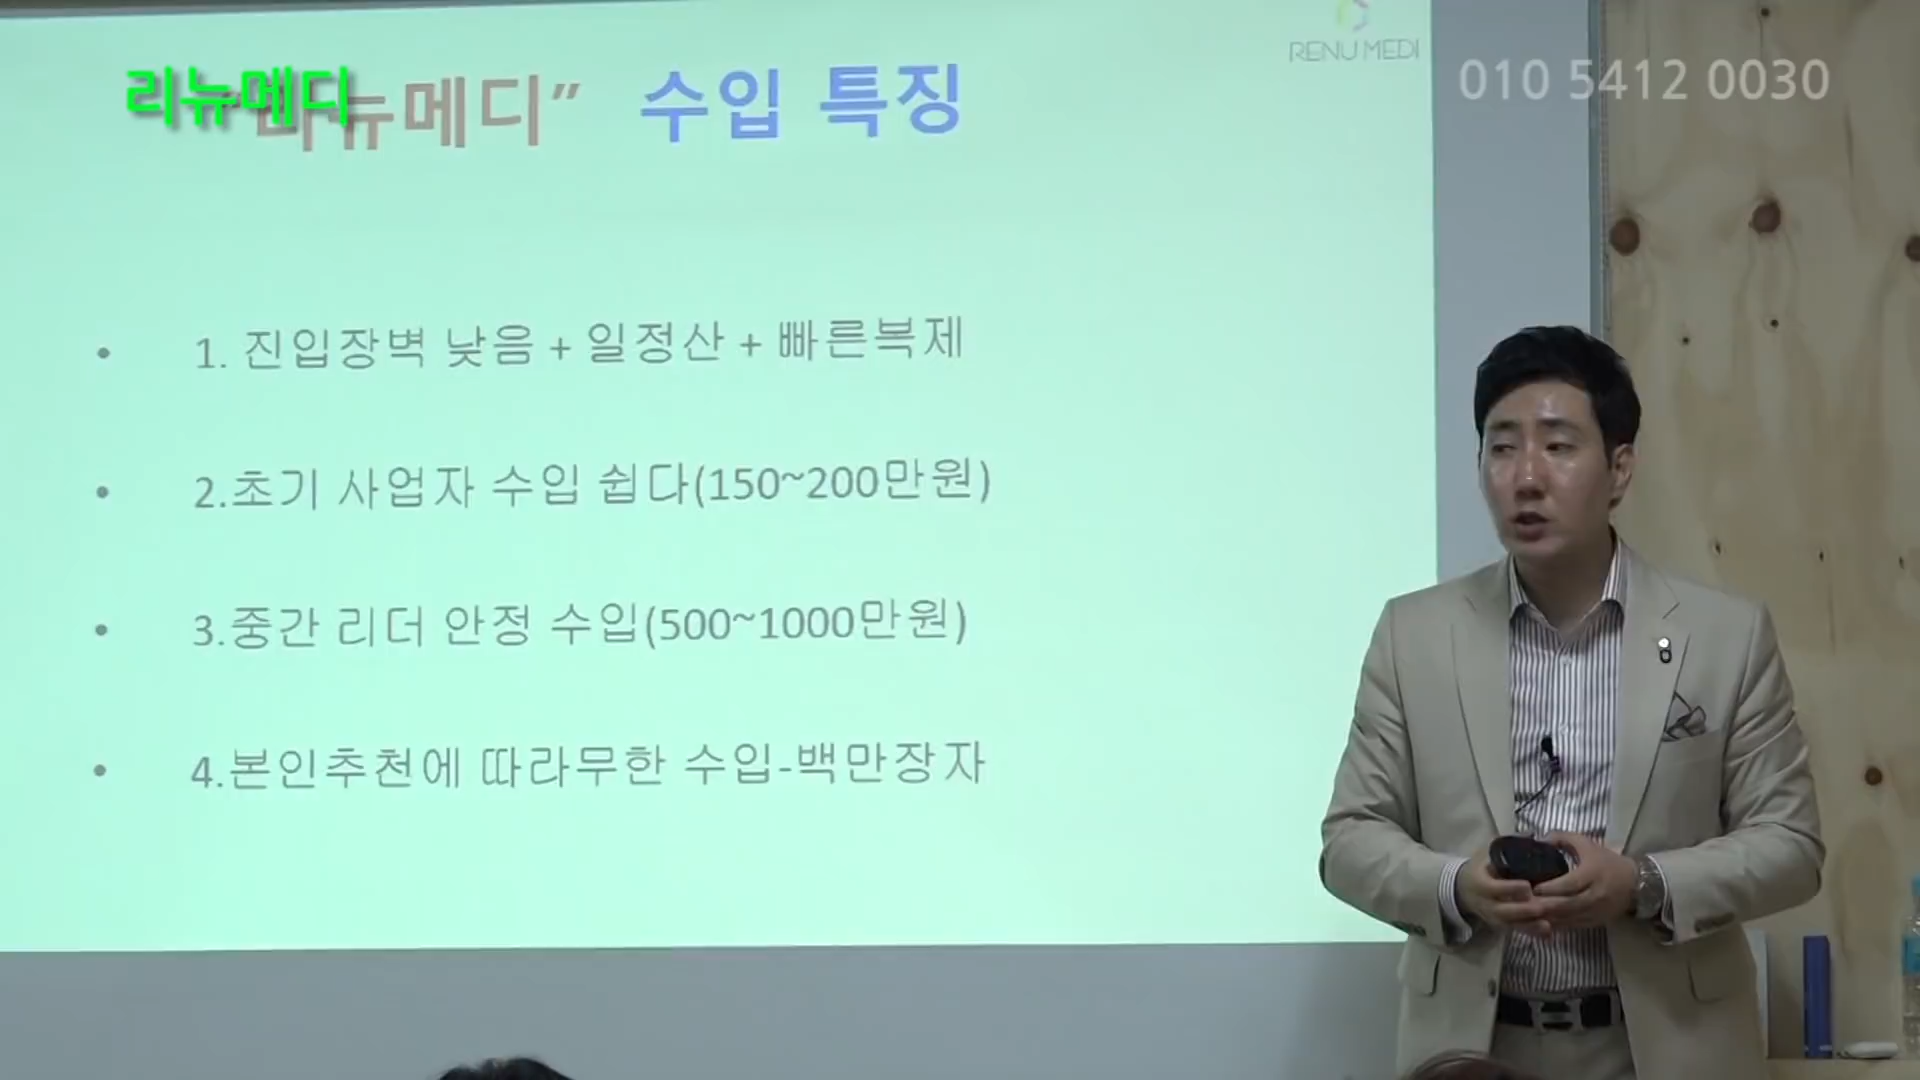 RENU MEDI
010 5412 0030
리뉴메디
뉴메디” 수입 특징
• 1. 진입장벽 낮음 + 일정산 + 빠른복제
• 2.초기 사업자 수입 쉽다(150~200만원)
• 3.중간 리더 안정 수입(500~1000만원)
• 4.본인추천에 따라무한 수입-백만장자